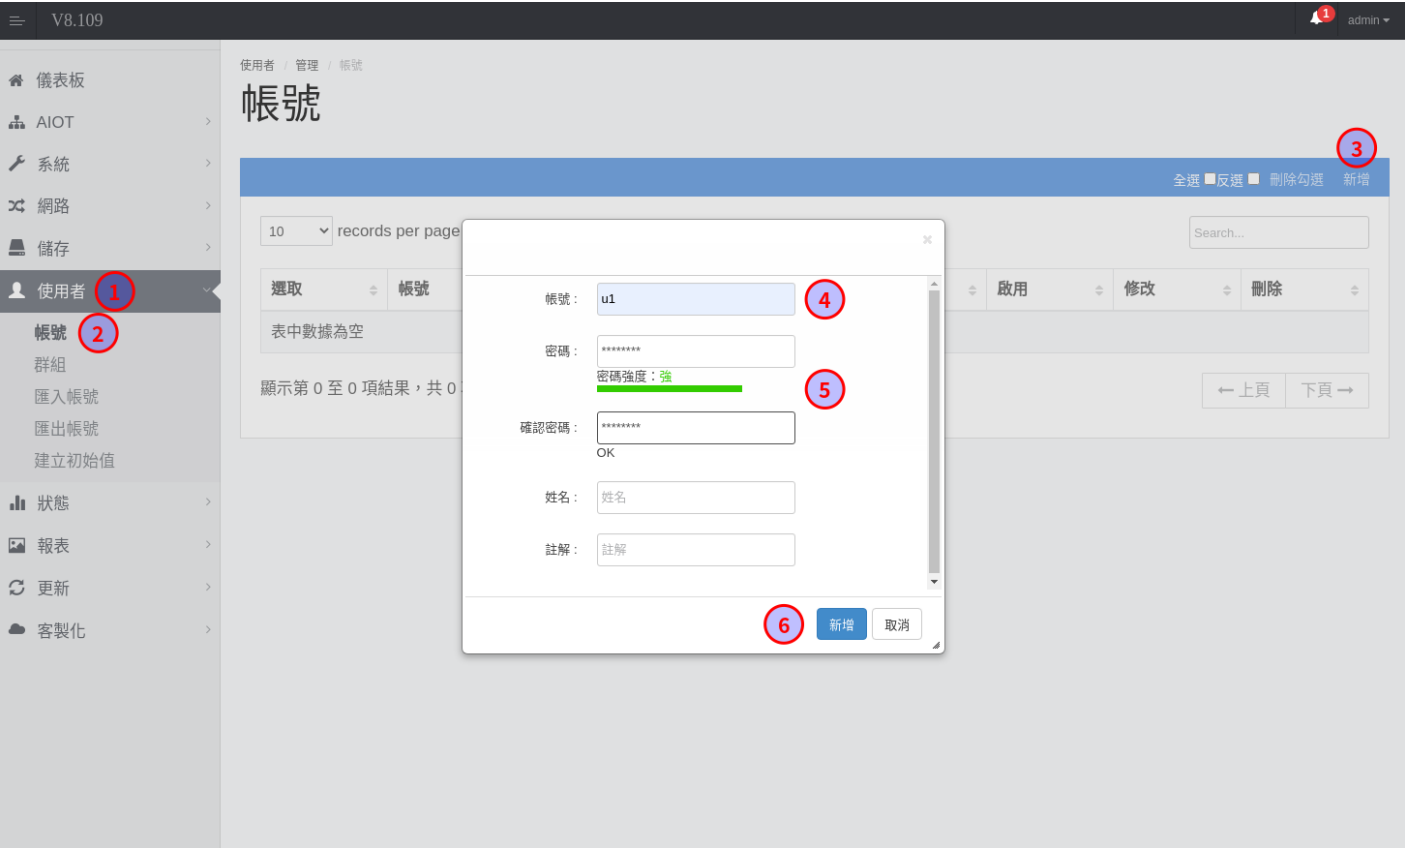 V8.109
1
admin
儀表板
AIOT
系統
網路
儲存
使用者 1
帳號 2
群組
匯入帳號
匯出帳號
建立初始值
狀態
報表
更新
客製化
使用者 / 管理 / 帳號
帳號
3
全選 反選 刪除勾選 新增
10 records per page
Search...
選取 帳號 啟用 修改 刪除
表中數據為空
顯示第 0 至 0 項結果，共 0
←上頁 下頁→
×
帳號 : u1 4
密碼 : ********
密碼強度：強
5
確認密碼 : ********
OK
姓名 : 姓名
註解 : 註解
6 新增 取消